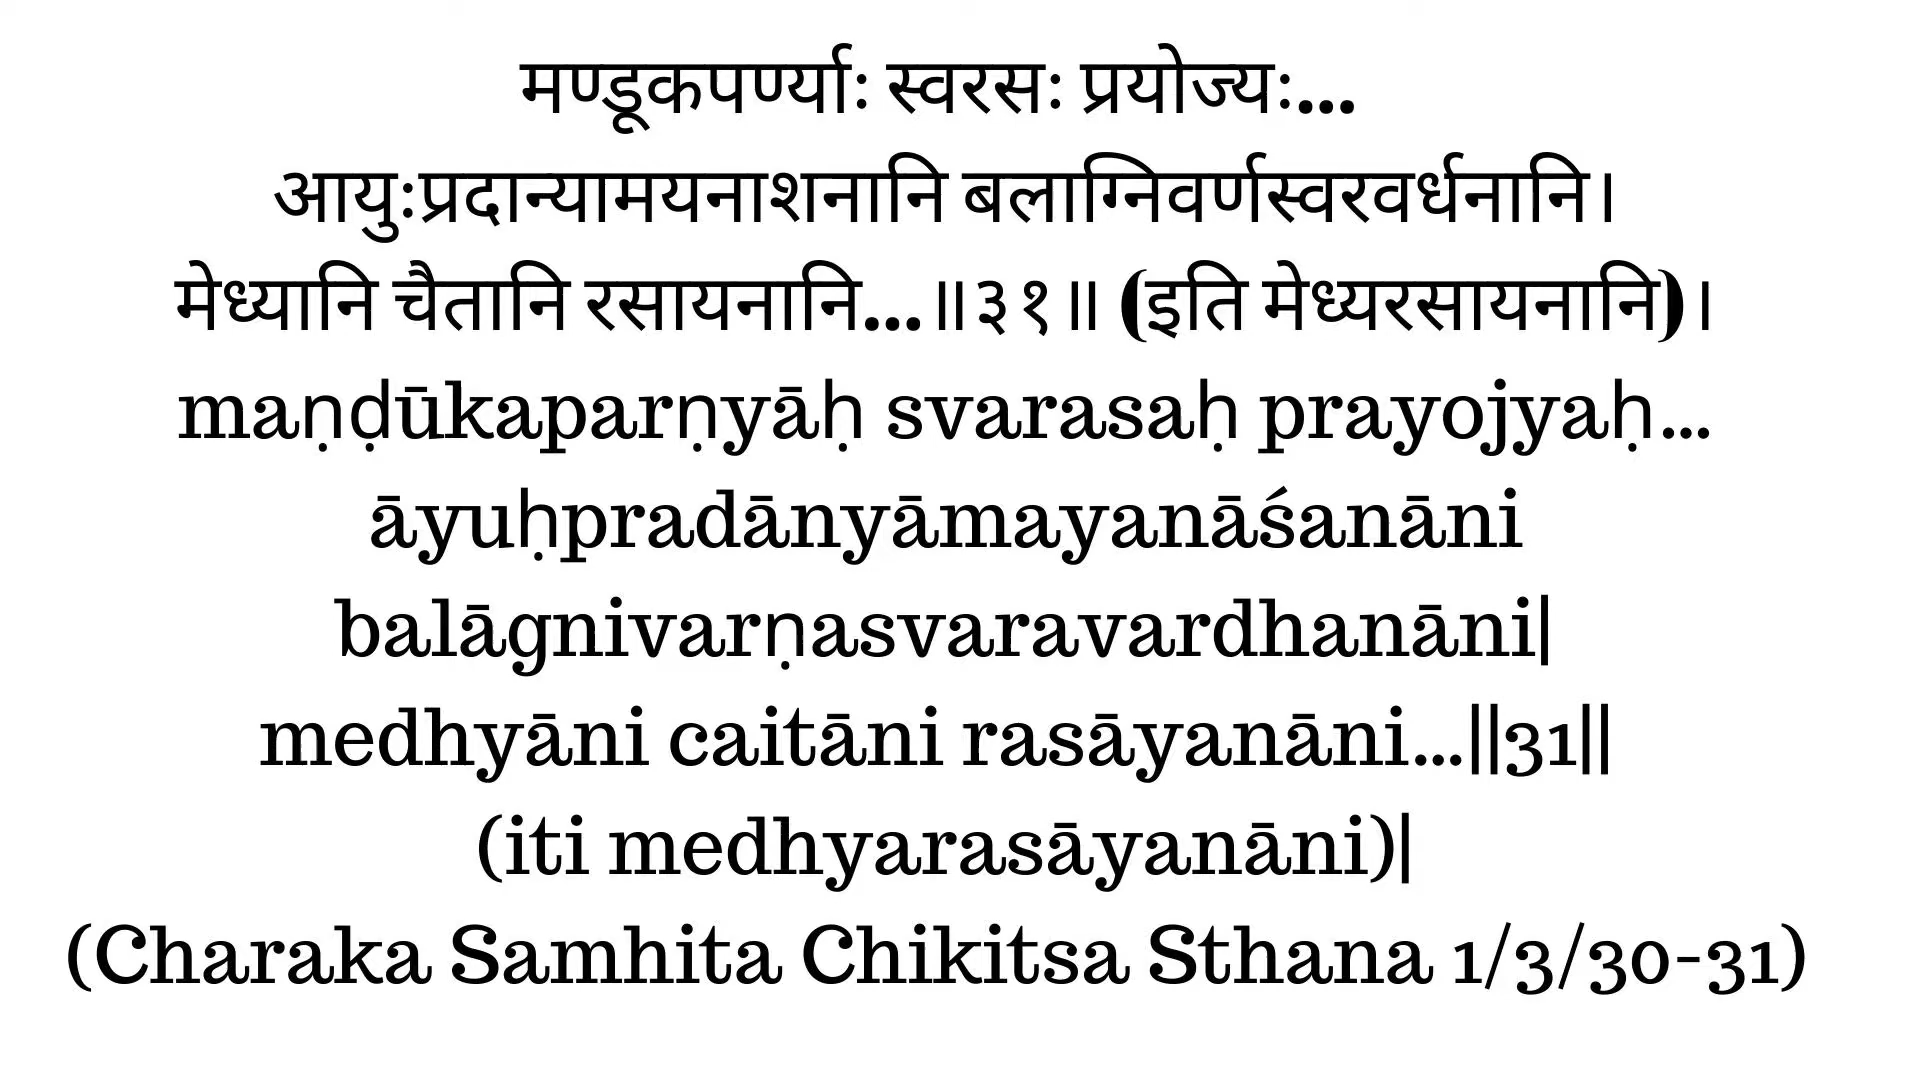 मण्डूकपर्ण्याः स्वरसः प्रयोज्यः...
आयुःप्रदान्यामयनाशनानि बलाग्निवर्णस्वरवर्धनानि।
मेध्यानि चैतानि रसायनानि...॥३१॥ (इति मेध्यरसायनानि)।
maṇḍūkaparṇyāḥ svarasaḥ prayojyaḥ...
āyuḥpradānyāmayanāśanāni
balāgnivarṇasvaravardhanāni|
medhyāni caitāni rasāyanāni...||31||
(iti medhyarasāyanāni)|
(Charaka Samhita Chikitsa Sthana 1/3/30-31)